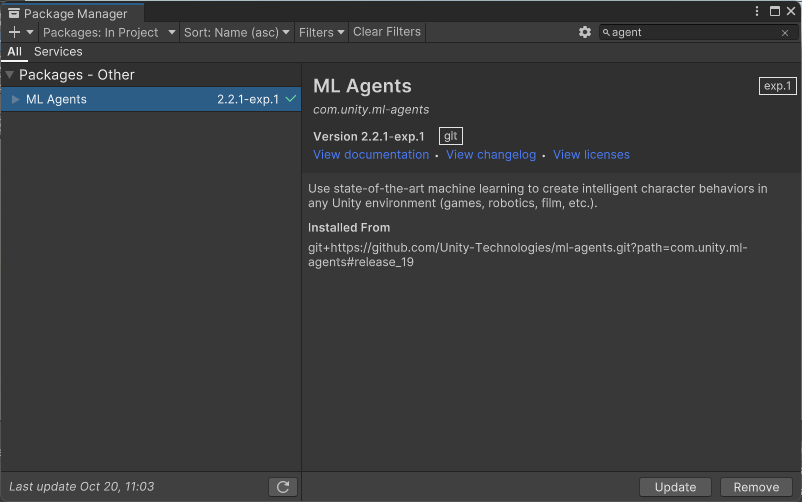 Package Manager
Packages: In Project Sort: Name (asc) Filters Clear Filters agent
All Services
Packages - Other
ML Agents 2.2.1-exp.1
ML Agents exp.1
com.unity.ml-agents
Version 2.2.1-exp.1 git
View documentation • View changelog • View licenses
Use state-of-the-art machine learning to create intelligent character behaviors in
any Unity environment (games, robotics, film, etc.).
Installed From
git+https://github.com/Unity-Technologies/ml-agents.git?path=com.unity.ml-
agents#release_19
Last update Oct 20, 11:03 Update Remove